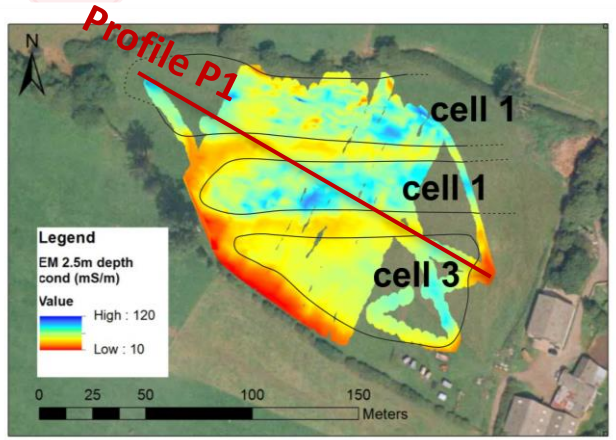 Profile P1
N
cell 1
cell 1
cell 3
Legend
EM 2.5m depth
cond (mS/m)
Value
High : 120
Low : 10
0 25 50 100 150
Meters